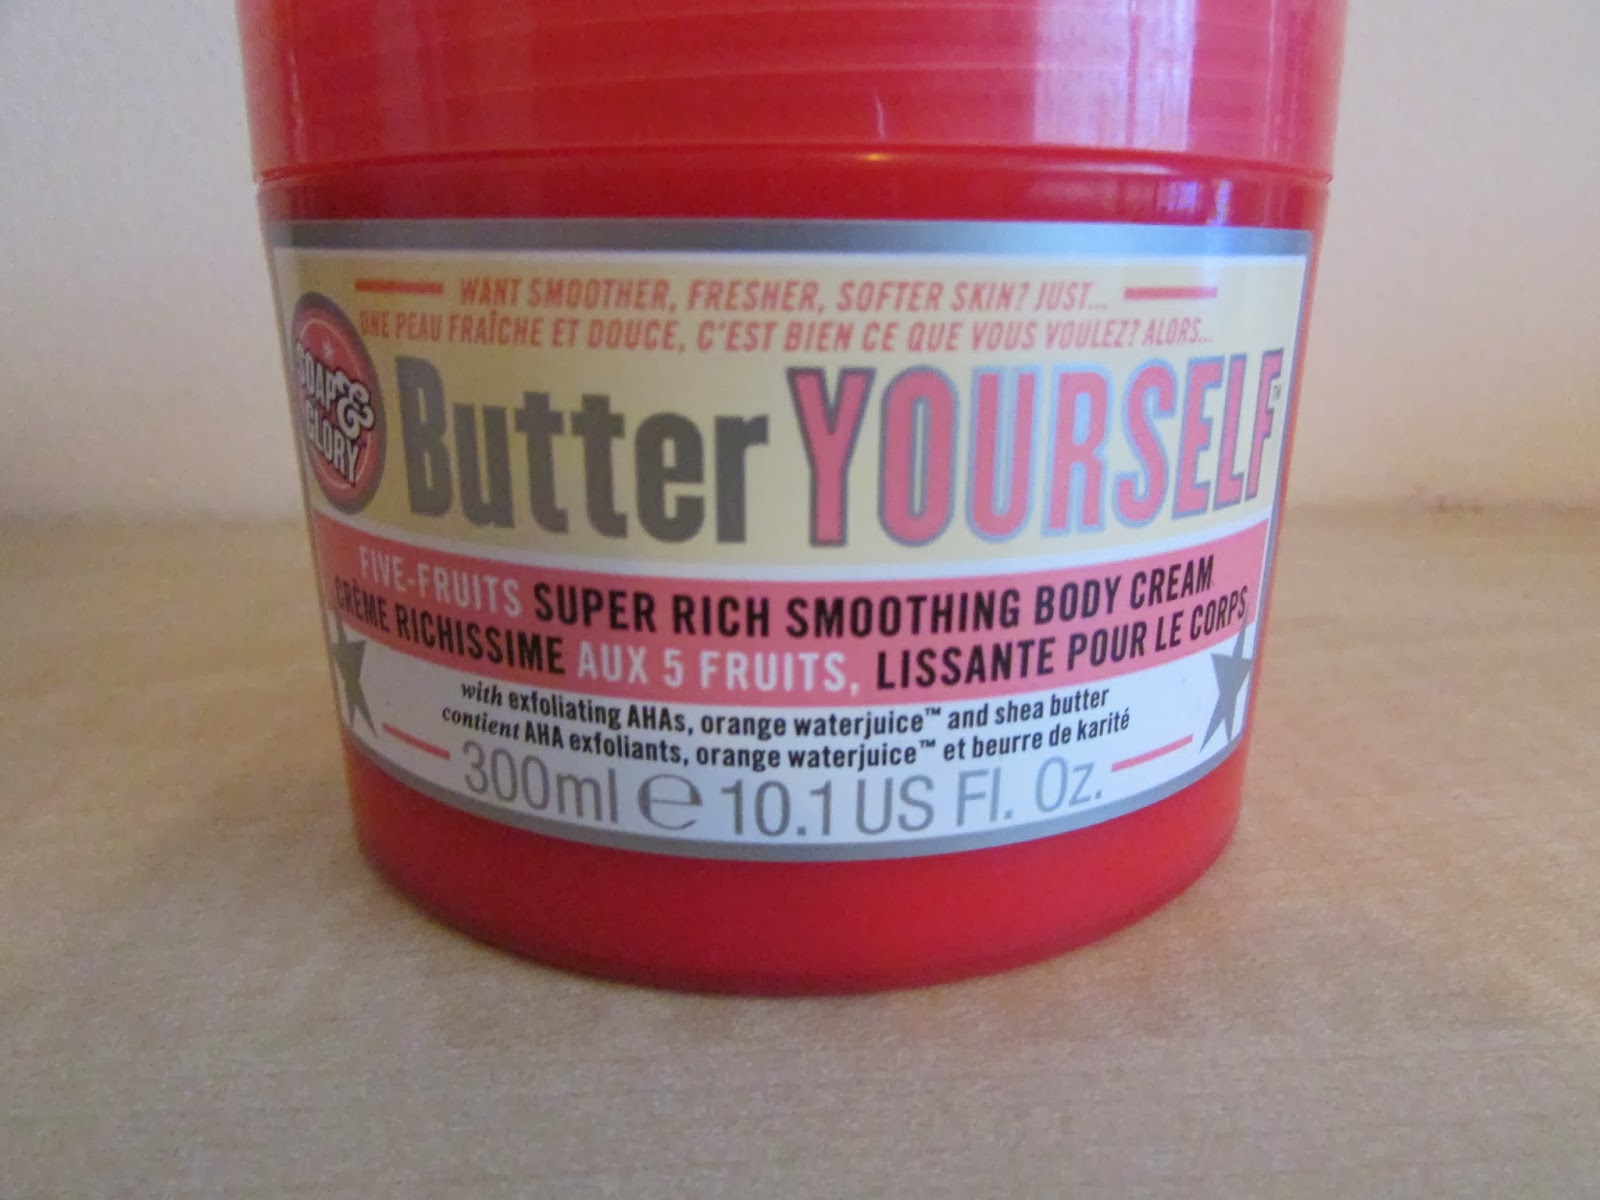 WANT SMOOTHER, FRESHER, SOFTER SKIN? JUST...
UNE PEAU FRAÎCHE ET DOUCE, C'EST BIEN CE QUE VOUS VOULEZ? ALORS...
SOAP &
GLORY
Butter YOURSELF™
FIVE-FRUITS SUPER RICH SMOOTHING BODY CREAM
CRÈME RICHISSIME AUX 5 FRUITS, LISSANTE POUR LE CORPS
with exfoliating AHAs, orange waterjuice™ and shea butter
contient AHA exfoliants, orange waterjuice™ et beurre de karité
300ml ℮ 10.1 US Fl. Oz.